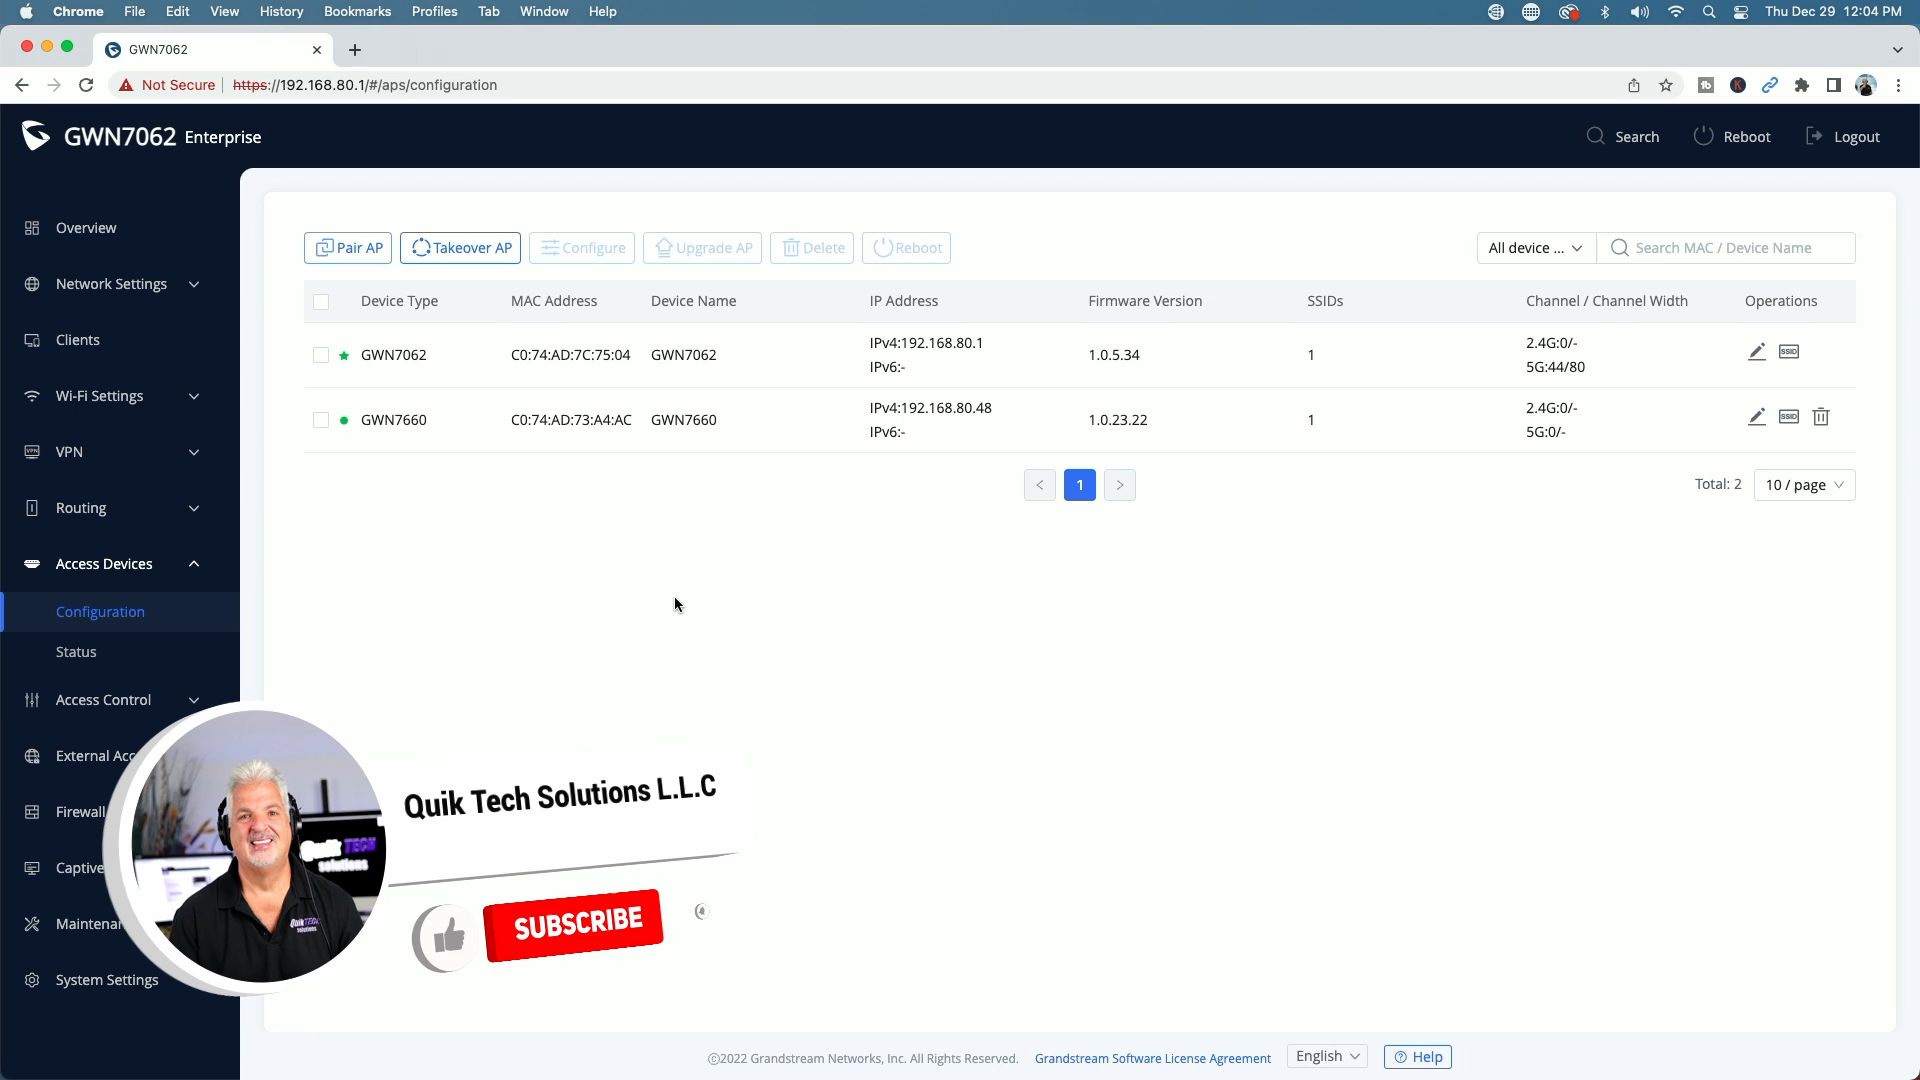 Chrome File Edit View History Bookmarks Profiles Tab Window Help Thu Dec 29 12:04 PM
GWN7062
Not Secure https://192.168.80.1/#/aps/configuration
GWN7062 Enterprise
Search Reboot Logout
Overview
Network Settings
Clients
Wi-Fi Settings
VPN
Routing
Access Devices
Configuration
Status
Access Control
External Acc
Firewall
Captive
Maintenan
System Settings
Pair AP Takeover AP Configure Upgrade AP Delete Reboot All device ... Search MAC / Device Name
Device Type MAC Address Device Name IP Address Firmware Version SSIDs Channel / Channel Width Operations
GWN7062 C0:74:AD:7C:75:04 GWN7062 IPv4:192.168.80.1 1.0.5.34 1 2.4G:0/-
IPv6:- 5G:44/80
GWN7660 C0:74:AD:73:A4:AC GWN7660 IPv4:192.168.80.48 1.0.23.22 1 2.4G:0/-
IPv6:- 5G:0/-
< 1 > Total: 2 10 / page
Quik Tech Solutions L.L.C
SUBSCRIBE
Quik TECH
solutions
QuikTECH
solutions
©2022 Grandstream Networks, Inc. All Rights Reserved. Grandstream Software License Agreement English Help